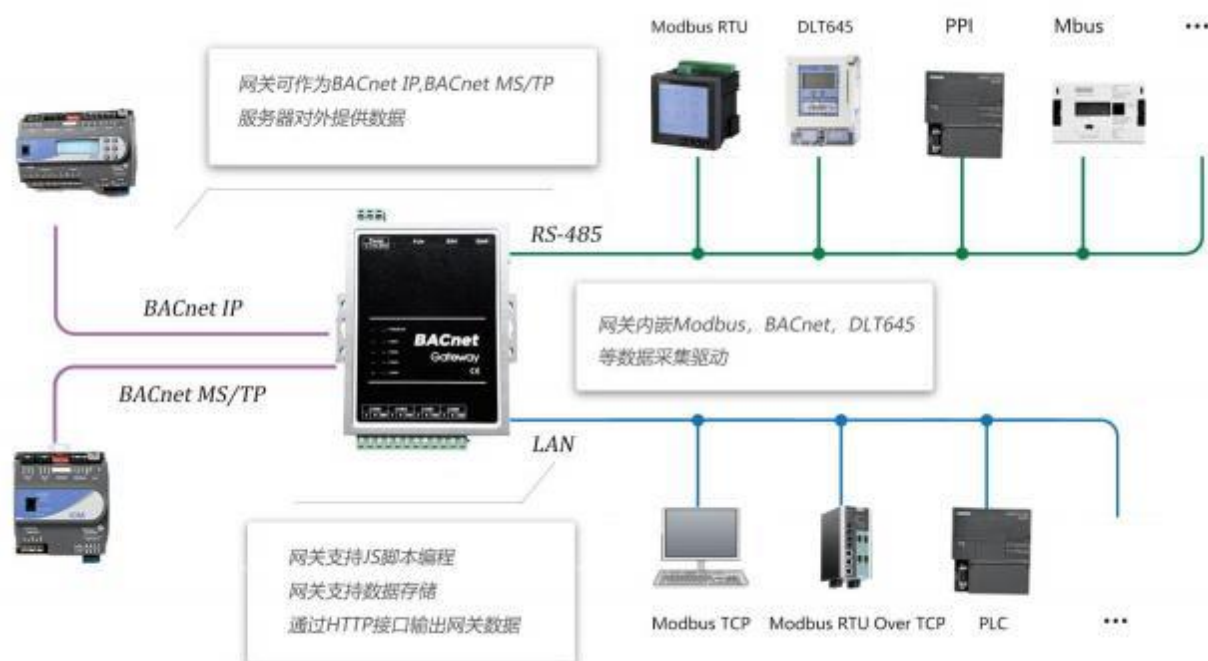 Modbus RTU
DLT645
PPI
Mbus
...
网关可作为BACnet IP,BACnet MS/TP
服务器对外提供数据
RS-485
BACnet IP
BACnet
Gateway
CE
网关内嵌Modbus，BACnet，DLT645
等数据采集驱动
BACnet MS/TP
LAN
网关支持JS脚本编程
网关支持数据存储
通过HTTP接口输出网关数据
Modbus TCP
Modbus RTU Over TCP
PLC
...